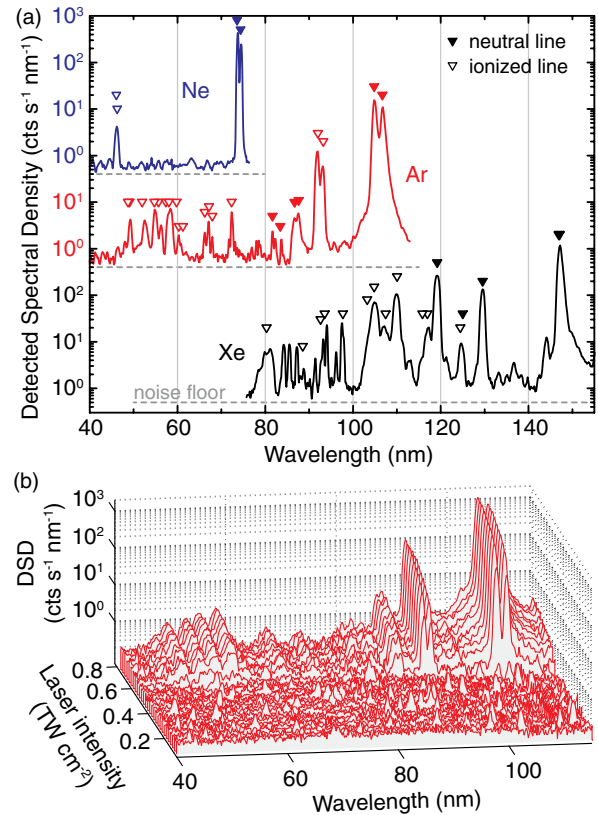 (a)
neutral line
ionized line
Ne
Ar
Xe
noise floor
Detected Spectral Density (cts s⁻¹ nm⁻¹)
10³
10²
10¹
10⁰
10¹
10⁰
10²
10¹
10⁰
40 60 80 100 120 140
Wavelength (nm)
(b)
DSD
(cts s⁻¹ nm⁻¹)
10³
10²
10¹
10⁰
0.8
0.6
0.4
0.2
Laser intensity
(TW cm⁻²)
40 60 80 100
Wavelength (nm)